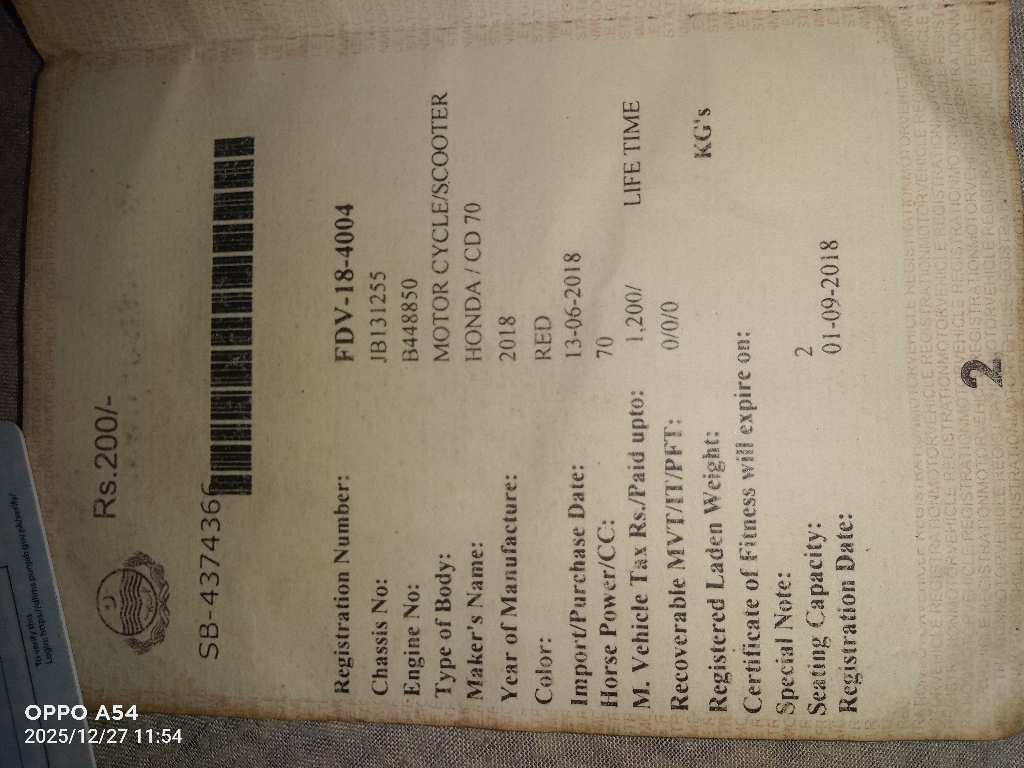 Rs.200/-
SB-4374366
Registration Number: FDV-18-4004
Chassis No: JB131255
Engine No: B448850
Type of Body: MOTOR CYCLE/SCOOTER
Maker's Name: HONDA / CD 70
Year of Manufacture: 2018
Color: RED
Import/Purchase Date: 13-06-2018
Horse Power/CC: 70
M. Vehicle Tax Rs./Paid upto: 1,200/ LIFE TIME
Recoverable MVT/IT/PFT: 0/0/0
Registered Laden Weight: KG's
Certificate of Fitness will expire on:
Special Note:
Seating Capacity: 2
Registration Date: 01-09-2018
2
To verify this
OPPO A54
2025/12/27 11:54